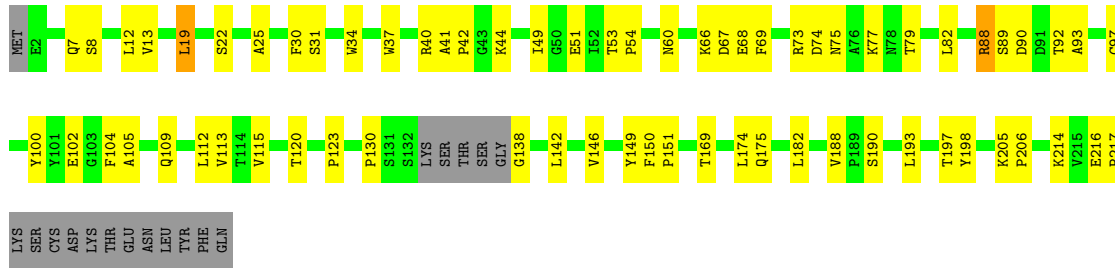 MET E2 Q7 S8 L12 V13 L19 S22 A25 F30 S31 W34 W37 R40 A41 P42 G43 K44 I49 G50 E51 I52 T53 P54 N60 K66 D67 E68 F69 R73 D74 N75 A76 K77 N78 T79 L82 R88 S89 D90 D91 T92 A93 C97
Y100 Y101 E102 G103 F104 A105 Q109 L112 V113 T114 V115 T120 P123 P130 S131 S132 LYS SER THR SER GLY G138 L142 V146 Y149 F150 P151 T169 L174 Q175 L182 V188 P189 S190 L193 T197 Y198 K205 P206 K214 V215 E216 P217
LYS SER CYS ASP LYS THR GLU ASN LEU TYR PHE GLN